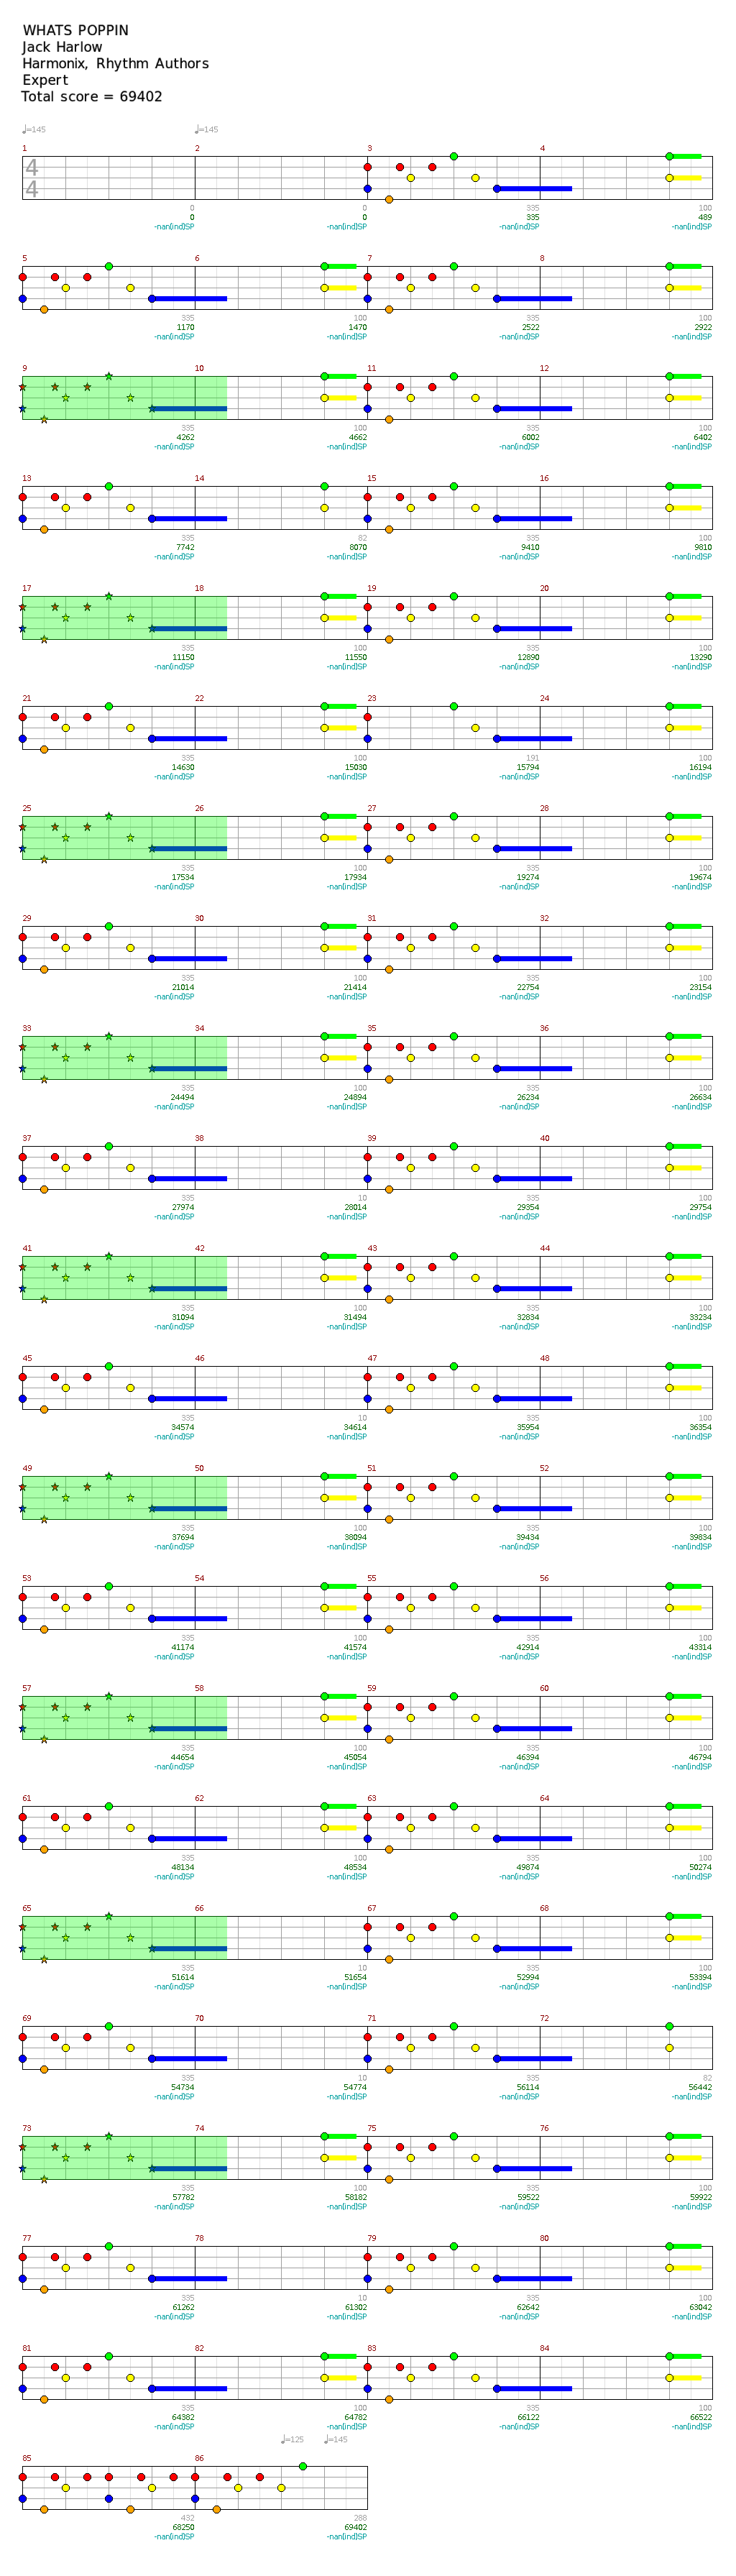 WHATS POPPIN
Jack Harlow
Harmonix, Rhythm Authors
Expert
Total score = 69402
♩=145 ♩=145
1 2 3 4
4
4
0 0 335 100
0 0 335 489
-nan(ind)SP -nan(ind)SP -nan(ind)SP -nan(ind)SP
5 6 7 8
335 100 335 100
1170 1470 2522 2922
-nan(ind)SP -nan(ind)SP -nan(ind)SP -nan(ind)SP
9 10 11 12
335 100 335 100
4262 4662 6002 6402
-nan(ind)SP -nan(ind)SP -nan(ind)SP -nan(ind)SP
13 14 15 16
335 82 335 100
7742 8070 9410 9810
-nan(ind)SP -nan(ind)SP -nan(ind)SP -nan(ind)SP
17 18 19 20
335 100 335 100
11150 11550 12890 13290
-nan(ind)SP -nan(ind)SP -nan(ind)SP -nan(ind)SP
21 22 23 24
335 100 191 100
14630 15030 15794 16194
-nan(ind)SP -nan(ind)SP -nan(ind)SP -nan(ind)SP
25 26 27 28
335 100 335 100
17534 17934 19274 19674
-nan(ind)SP -nan(ind)SP -nan(ind)SP -nan(ind)SP
29 30 31 32
335 100 335 100
21014 21414 22754 23154
-nan(ind)SP -nan(ind)SP -nan(ind)SP -nan(ind)SP
33 34 35 36
335 100 335 100
24494 24894 26234 26634
-nan(ind)SP -nan(ind)SP -nan(ind)SP -nan(ind)SP
37 38 39 40
335 10 335 100
27974 28014 29354 29754
-nan(ind)SP -nan(ind)SP -nan(ind)SP -nan(ind)SP
41 42 43 44
335 100 335 100
31094 31494 32834 33234
-nan(ind)SP -nan(ind)SP -nan(ind)SP -nan(ind)SP
45 46 47 48
335 10 335 100
34574 34614 35954 36354
-nan(ind)SP -nan(ind)SP -nan(ind)SP -nan(ind)SP
49 50 51 52
335 100 335 100
37694 38094 39434 39834
-nan(ind)SP -nan(ind)SP -nan(ind)SP -nan(ind)SP
53 54 55 56
335 100 335 100
41174 41574 42914 43314
-nan(ind)SP -nan(ind)SP -nan(ind)SP -nan(ind)SP
57 58 59 60
335 100 335 100
44654 45054 46394 46794
-nan(ind)SP -nan(ind)SP -nan(ind)SP -nan(ind)SP
61 62 63 64
335 100 335 100
48134 48534 49874 50274
-nan(ind)SP -nan(ind)SP -nan(ind)SP -nan(ind)SP
65 66 67 68
335 10 335 100
51614 51654 52994 53394
-nan(ind)SP -nan(ind)SP -nan(ind)SP -nan(ind)SP
69 70 71 72
335 10 335 82
54734 54774 56114 56442
-nan(ind)SP -nan(ind)SP -nan(ind)SP -nan(ind)SP
73 74 75 76
335 100 335 100
57782 58182 59522 59922
-nan(ind)SP -nan(ind)SP -nan(ind)SP -nan(ind)SP
77 78 79 80
335 10 335 100
61262 61302 62642 63042
-nan(ind)SP -nan(ind)SP -nan(ind)SP -nan(ind)SP
81 82 83 84
335 100 335 100
64382 64782 66122 66522
-nan(ind)SP -nan(ind)SP -nan(ind)SP -nan(ind)SP
♩=125 ♩=145
85 86
432 288
68250 69402
-nan(ind)SP -nan(ind)SP